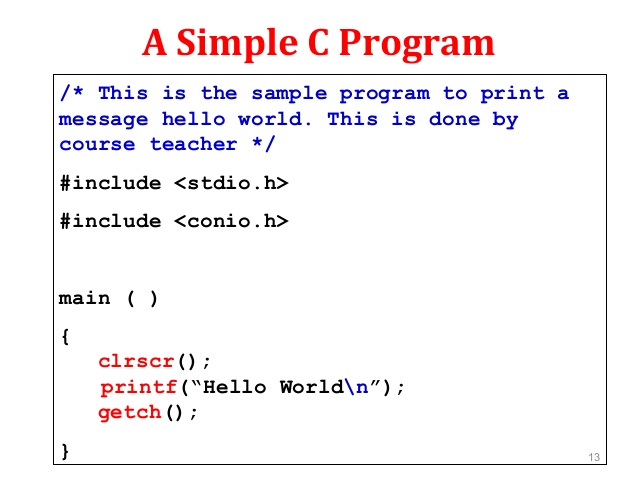 A Simple C Program
/* This is the sample program to print a
message hello world. This is done by
course teacher */
#include <stdio.h>
#include <conio.h>
main ( )
{
clrscr();
printf(“Hello World\n”);
getch();
}
13